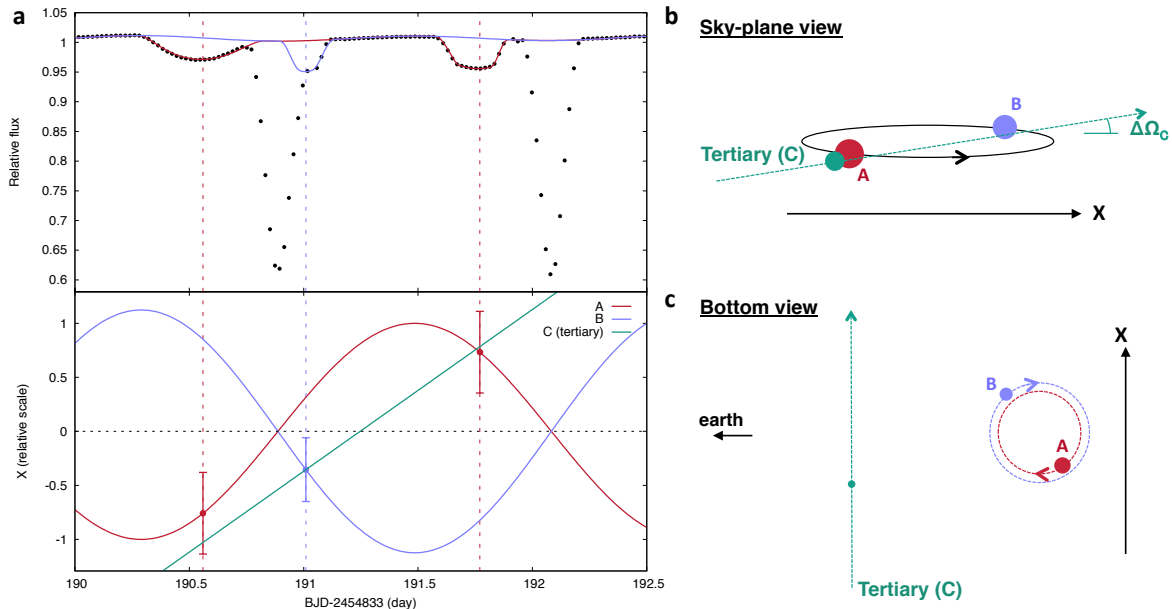 a
1.05
1
0.95
0.9
0.85
0.8
0.75
0.7
0.65
0.6
Relative flux
A
B
C (tertiary)
1
0.5
0
-0.5
-1
X (relative scale)
190
190.5
191
191.5
192
192.5
BJD-2454833 (day)
b
Sky-plane view
B
ΔΩC
Tertiary (C)
A
X
c
Bottom view
X
B
earth
A
Tertiary (C)